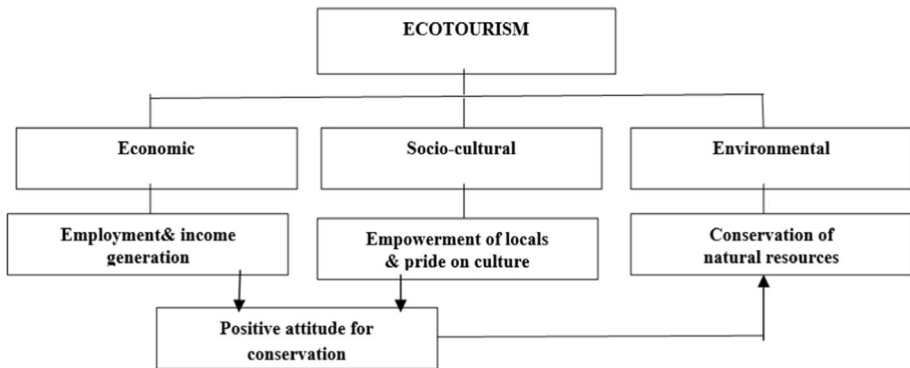 ECOTOURISM
Economic
Socio-cultural
Environmental
Employment& income
generation
Empowerment of locals
& pride on culture
Conservation of
natural resources
Positive attitude for
conservation